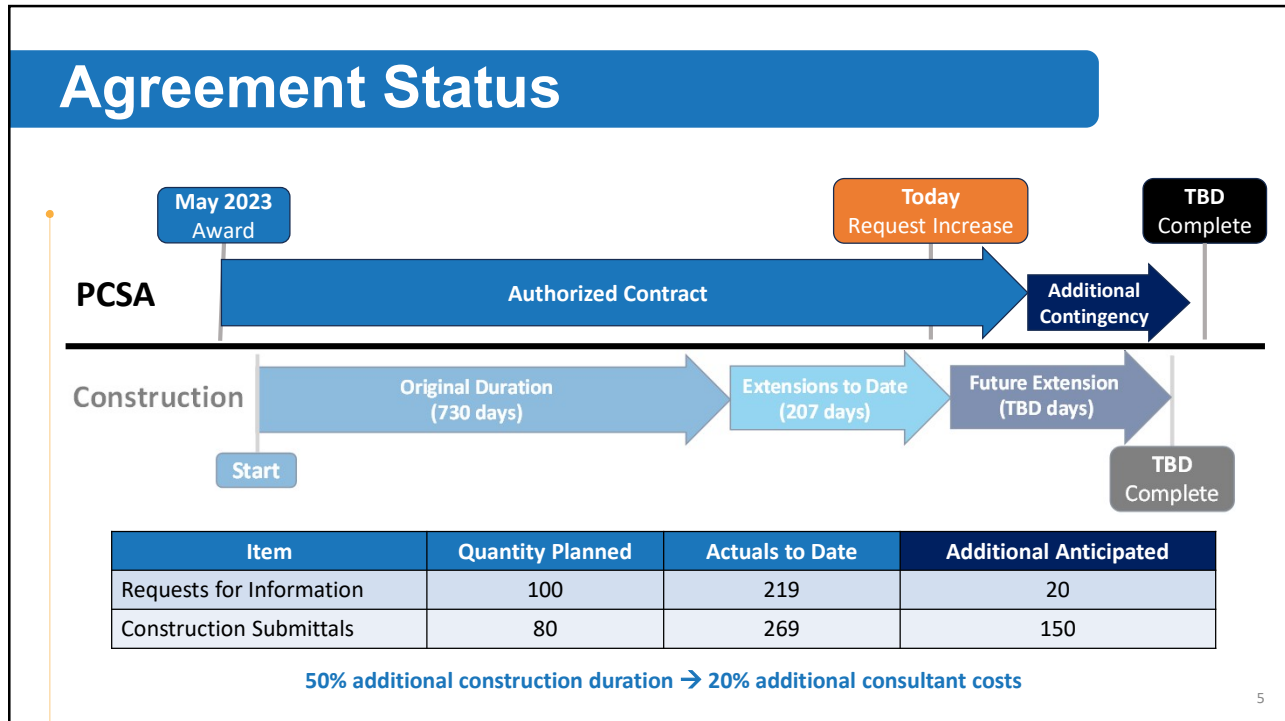 Agreement Status
May 2023
Award
Today
Request Increase
TBD
Complete
PCSA
Authorized Contract
Additional
Contingency
Construction
Original Duration
(730 days)
Extensions to Date
(207 days)
Future Extension
(TBD days)
Start
TBD
Complete
Item Quantity Planned Actuals to Date Additional Anticipated
Requests for Information 100 219 20
Construction Submittals 80 269 150
50% additional construction duration → 20% additional consultant costs
5